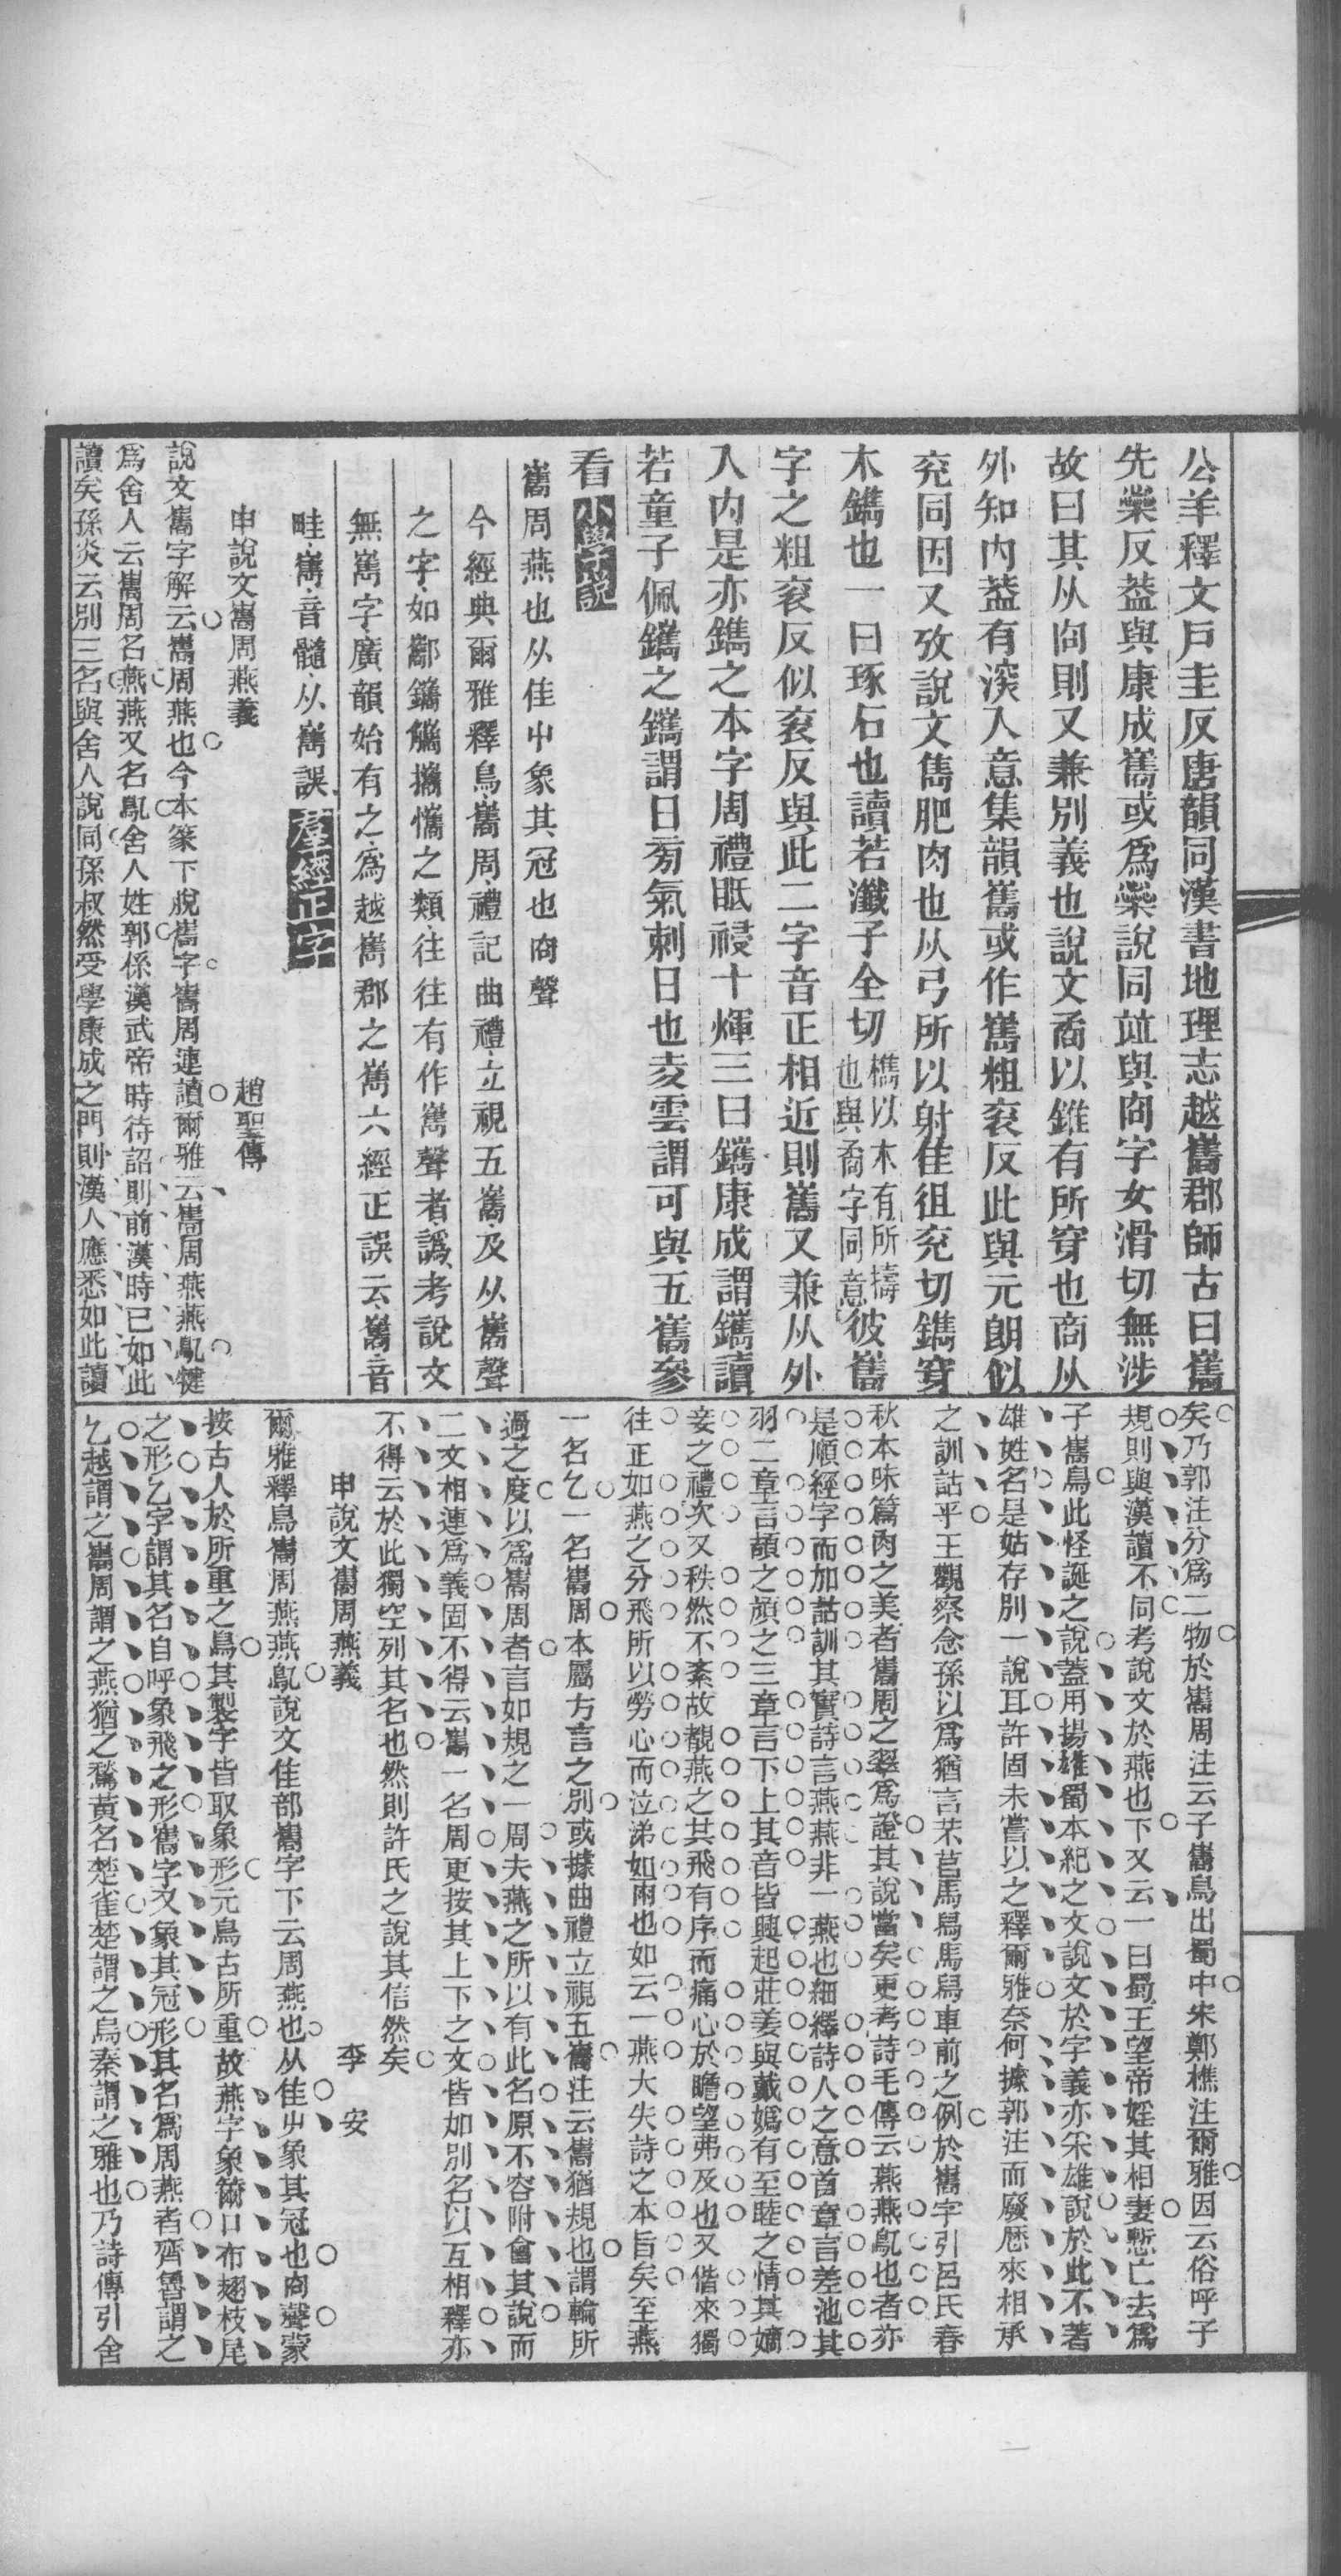 公羊釋文戶圭反唐韻同漢書地理志越巂郡師古曰巂
先橤反葢與康成巂或爲橤說同竝與㕯字女滑切無涉
故曰其从㕯則又兼別義也說文矞以錐有所穿也商从
外知內葢有深入意集韻巂或作嶲粗兗反此與元朗似
兗同因又攷說文雋肥肉也从弓所以射隹徂兗切鐫穿
木鐫也一曰琢石也讀若瀸子全切檇以木有所擣也與矞字同意彼巂
字之粗兗反似兗反與此二字音正相近則巂又兼从外
入內是亦鐫之本字周禮眡祲十煇三曰鑴康成謂鑴讀
若童子佩鑴之鑴謂日旁氣刺日也夌雲謂可與五巂參
看小學說
巂周燕也从隹屮象其冠也㕯聲
今經典爾雅釋鳥巂周禮記曲禮立視五巂及从巂聲
之字如酅鑴觿攜㦎之類往往有作嶲聲者譌考說文
無嶲字廣韻始有之爲越嶲郡之嶲六經正誤云巂音
畦嶲音髓从嶲誤羣經正字
申說文巂周燕義　趙聖傳
說文巂字解云巂周燕也今本篆下脫巂字巂周連讀爾雅云巂周燕燕鳦犍
爲舍人云巂周名燕燕又名鳦舍人姓郭係漢武帝時待詔則前漢時已如此
讀矣孫炎云別三名與舍人說同孫叔然受學康成之門則漢人應悉如此讀
矣乃郭注分爲二物於巂周注云子巂鳥出蜀中宋鄭樵注爾雅因云俗呼子
規則與漢讀不同考說文於燕也下又云一曰蜀王望帝婬其相妻慙亡去爲
子巂鳥此怪誕之說葢用揚雄蜀本紀之文說文於字義亦宋雄說於此不著
雄姓名是姑存別一說耳許固未嘗以之釋爾雅奈何據郭注而廢厯來相承
之訓詁乎王觀察念孫以爲猶言芣苢馬舄馬舄車前之例於巂字引呂氏春
秋本味篇肉之美者巂周之翠爲證其說當矣更考詩毛傳云燕燕鳦也者亦
是順經字而加詁訓其實詩言燕燕非一燕也細繹詩人之意首章言差池其
羽二章言頡之頏之三章言下上其音皆興起莊姜與戴嬀有至睦之情其嫡
妾之禮次又秩然不紊故觀燕之其飛有序而痛心於瞻望弗及也又偕來獨
往正如燕之分飛所以勞心而泣涕如雨也如云一燕大失詩之本旨矣至燕
一名乞一名巂周本屬方言之別或據曲禮立視五巂注云巂猶規也謂輪所
過之度以爲巂周者言如規之一周夫燕之所以有此名原不容附會其說而
二文相連爲義固不得云巂一名周更按其上下之文皆如別名以互相釋亦
不得云於此獨空列其名也然則許氏之說其信然矣
申說文巂周燕義　李　安
爾雅釋鳥巂周燕燕鳦說文隹部巂字下云周燕也从隹屮象其冠也㕯聲蒙
按古人於所重之鳥其製字皆取象形元鳥古所重故燕字象籋口布翅枝尾
之形乞字謂其名自呼象飛之形巂字又象其冠形其名爲周燕者齊魯謂之
乞越謂之巂周謂之燕猶之鶖黃名楚雀楚謂之烏秦謂之雅也乃詩傳引舍